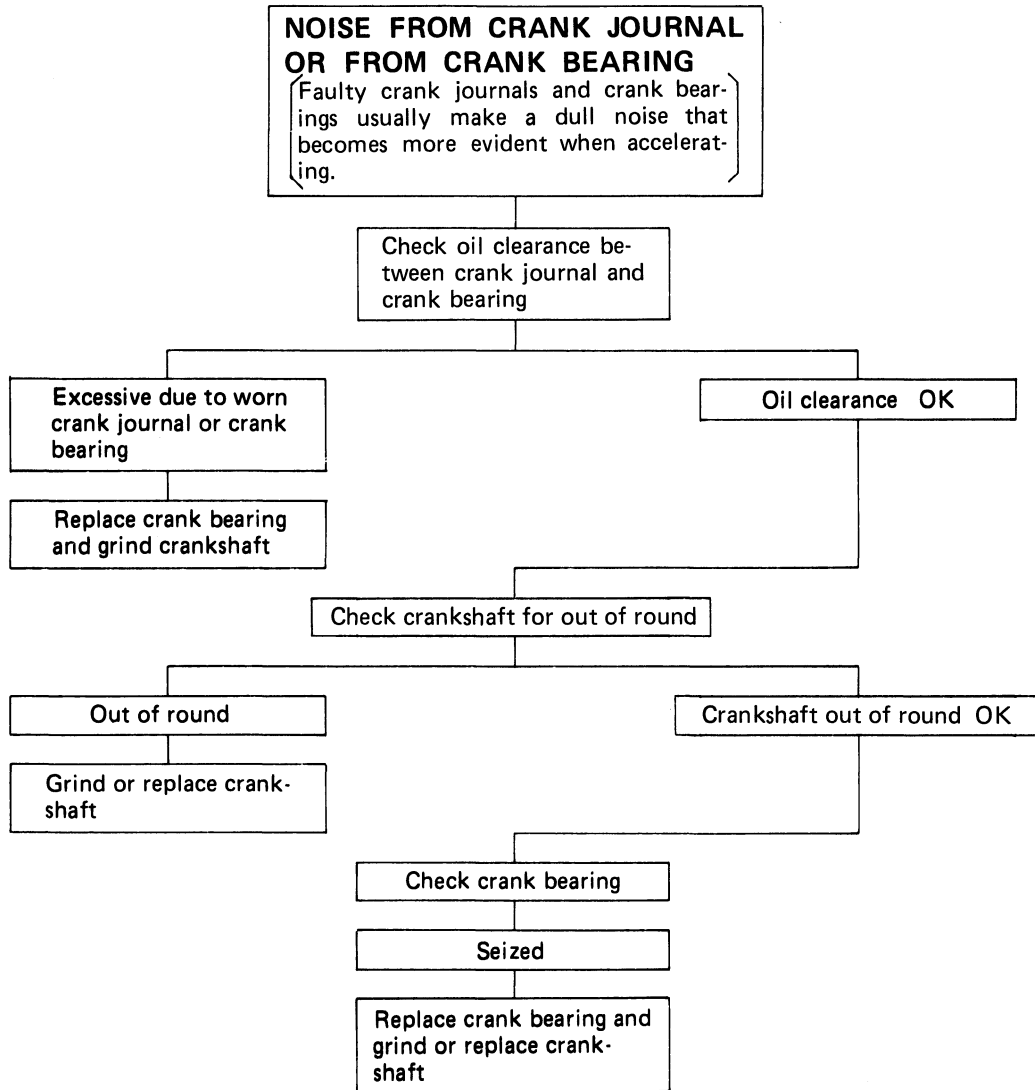 NOISE FROM CRANK JOURNAL
OR FROM CRANK BEARING
Faulty crank journals and crank bear-
ings usually make a dull noise that
becomes more evident when accelerat-
ing.
Check oil clearance be-
tween crank journal and
crank bearing
Excessive due to worn
crank journal or crank
bearing
Oil clearance OK
Replace crank bearing
and grind crankshaft
Check crankshaft for out of round
Out of round
Crankshaft out of round OK
Grind or replace crank-
shaft
Check crank bearing
Seized
Replace crank bearing and
grind or replace crank-
shaft